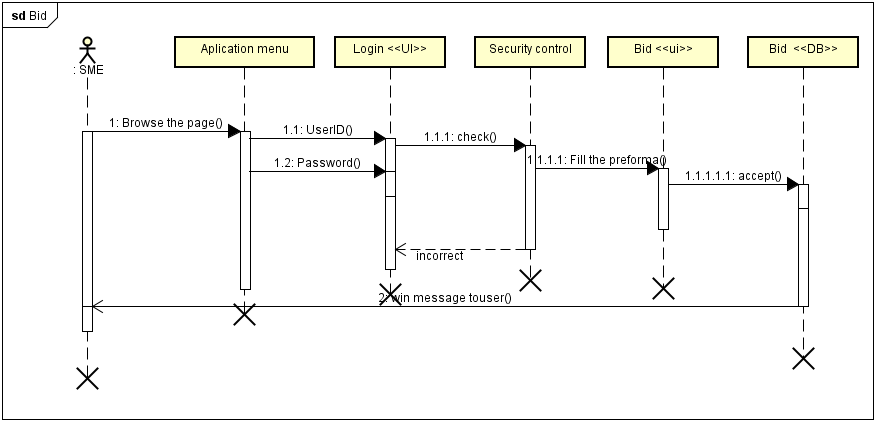 sd Bid
: SME
Aplication menu
Login <<UI>>
Security control
Bid <<ui>>
Bid <<DB>>
1: Browse the page()
1.1: UserID()
1.1.1: check()
1.2: Password()
1.1.1.1: Fill the preforma()
1.1.1.1.1: accept()
incorrect
2: win message touser()